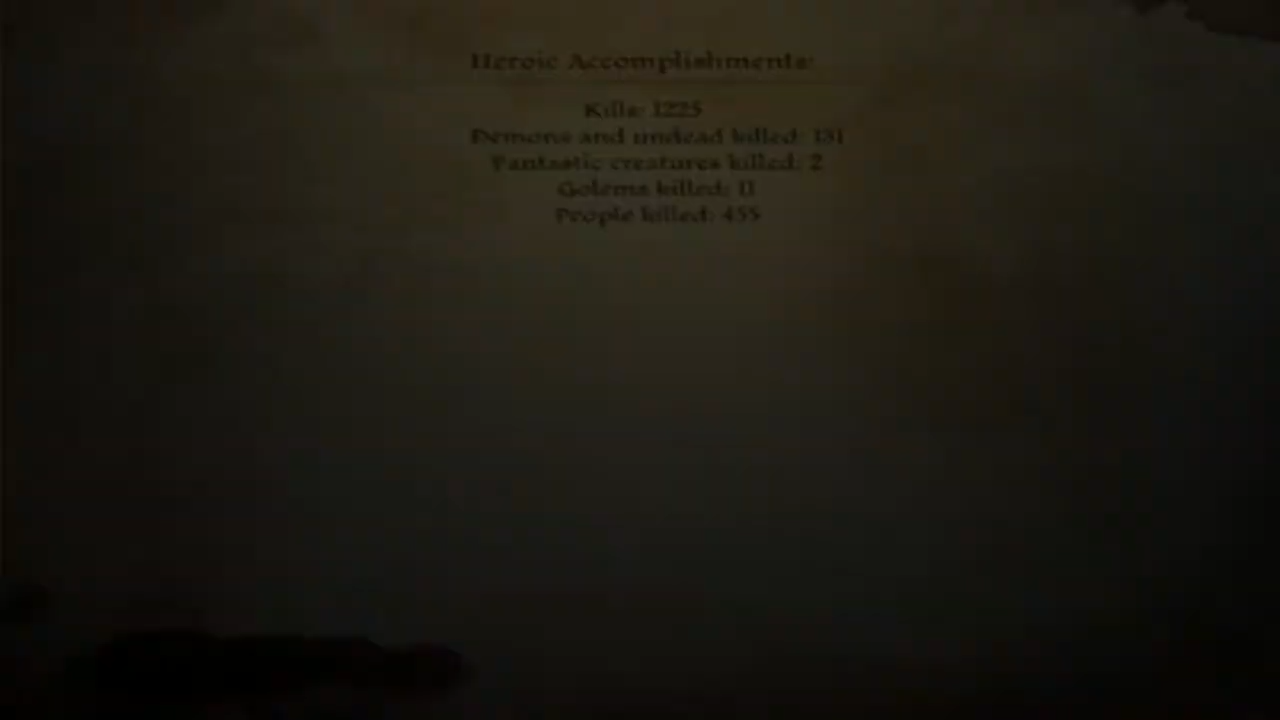 Heroic Accomplishments:
Kills: 1225
Demons and undead killed: 131
Fantastic creatures killed: 2
Golems killed: 11
People killed: 455